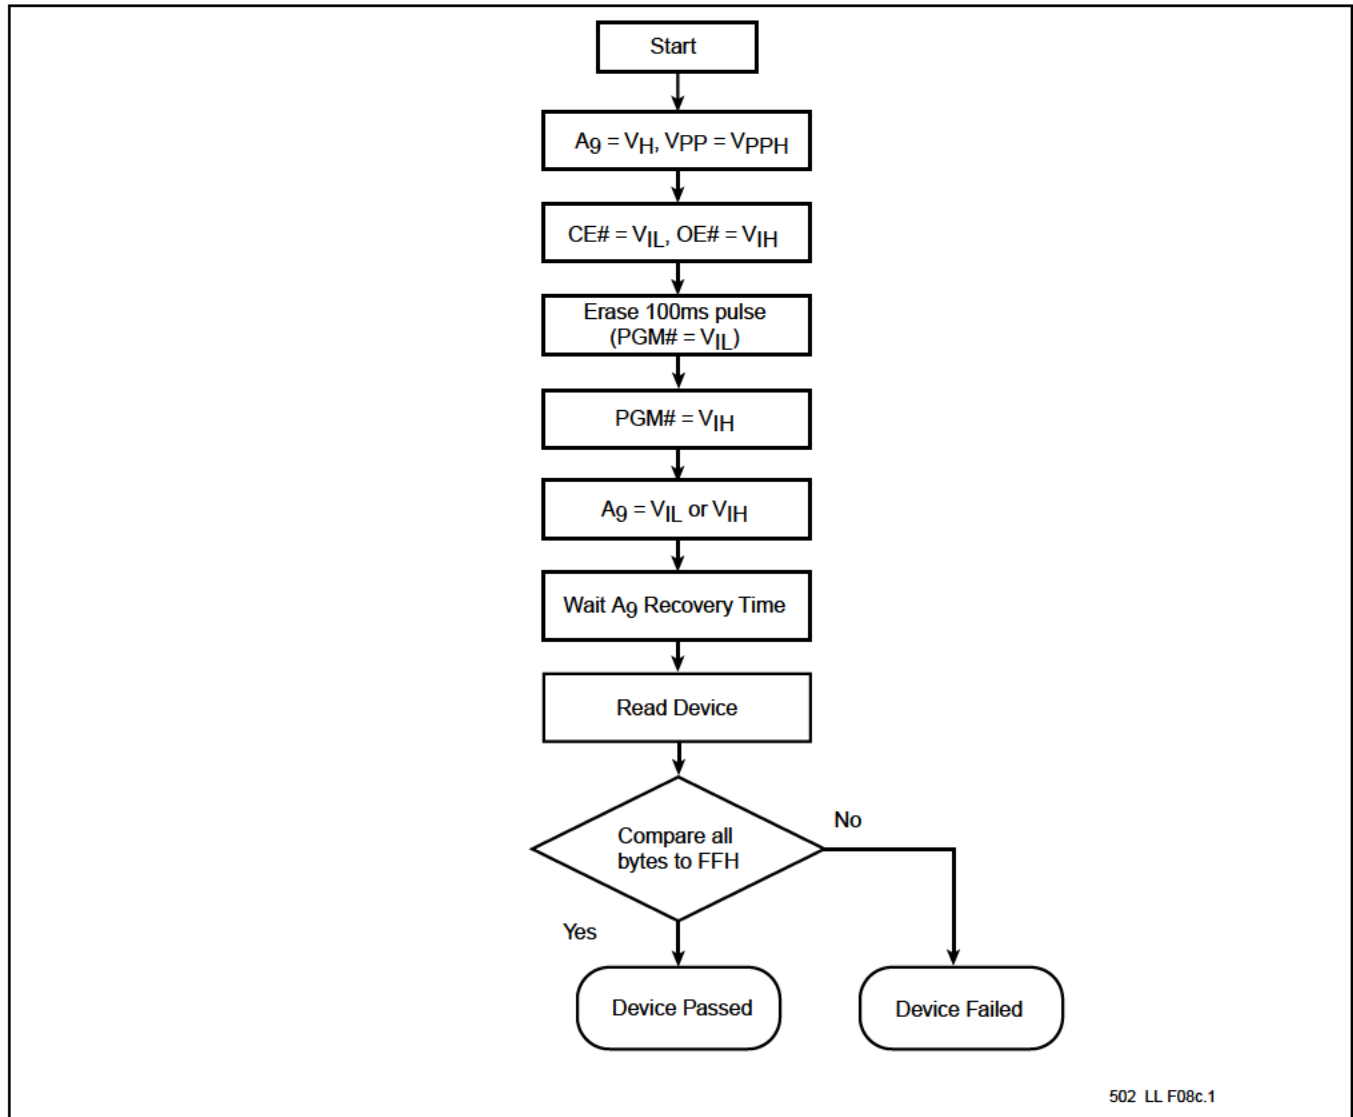 Start
A9 = VH, VPP = VPPH
CE# = VIL, OE# = VIH
Erase 100ms pulse
(PGM# = VIL)
PGM# = VIH
A9 = VIL or VIH
Wait A9 Recovery Time
Read Device
Compare all
bytes to FFH
No
Yes
Device Passed
Device Failed
502 LL F08c.1